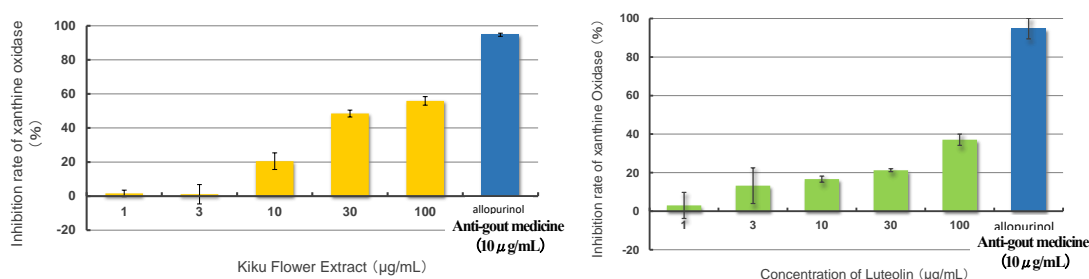 Inhibition rate of xanthine oxidase
(%)
100
80
60
40
20
0
-20
1
3
10
30
100
allopurinol
Anti-gout medicine
(10μg/mL)
Kiku Flower Extract (μg/mL)
Inhibition rate of xanthine Oxidase (%)
100
80
60
40
20
0
-20
1
3
10
30
100
allopurinol
Anti-gout medicine
(10μg/mL)
Concentration of Luteolin (μg/mL)